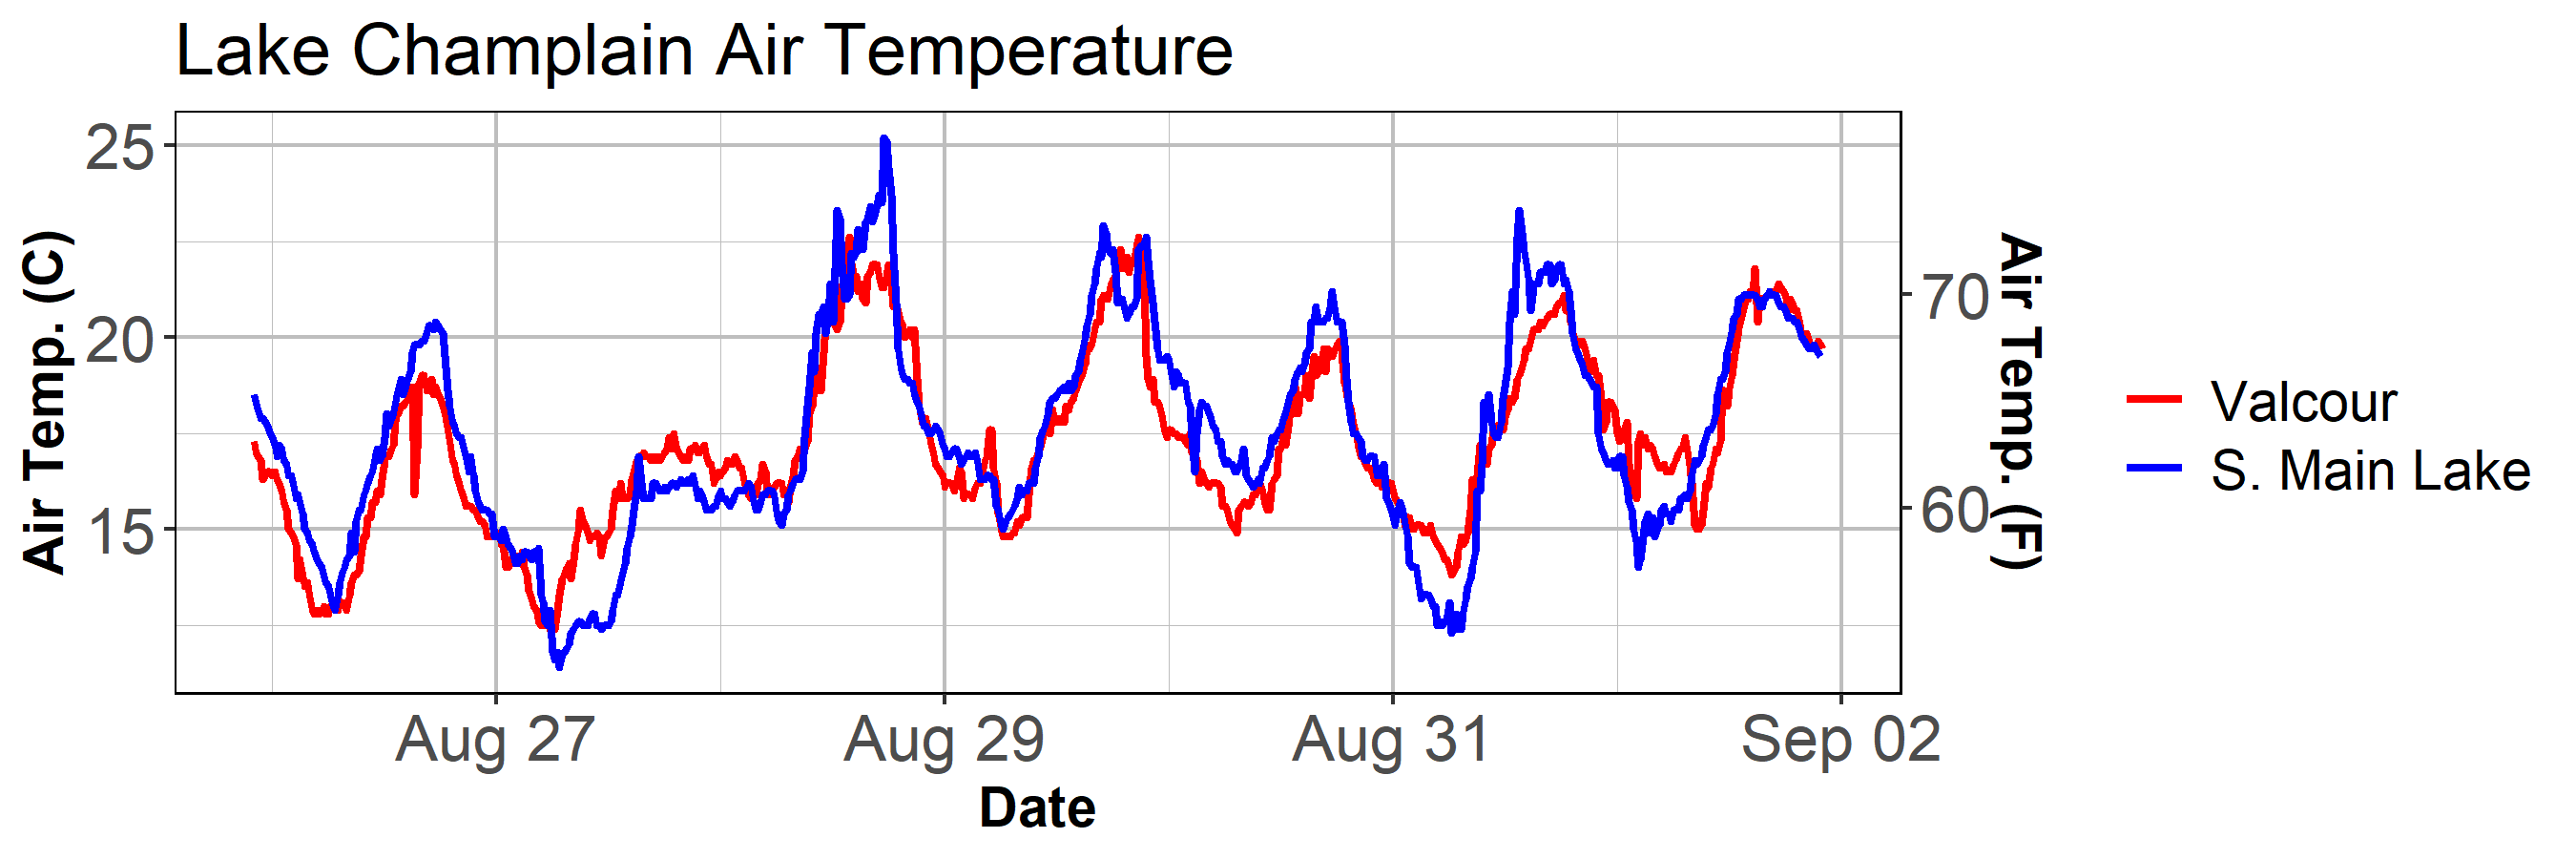 Lake Champlain Air Temperature
Air Temp. (C)
25
20
15
Aug 27
Aug 29
Aug 31
Sep 02
Date
70
60
Air Temp. (F)
Valcour
S. Main Lake